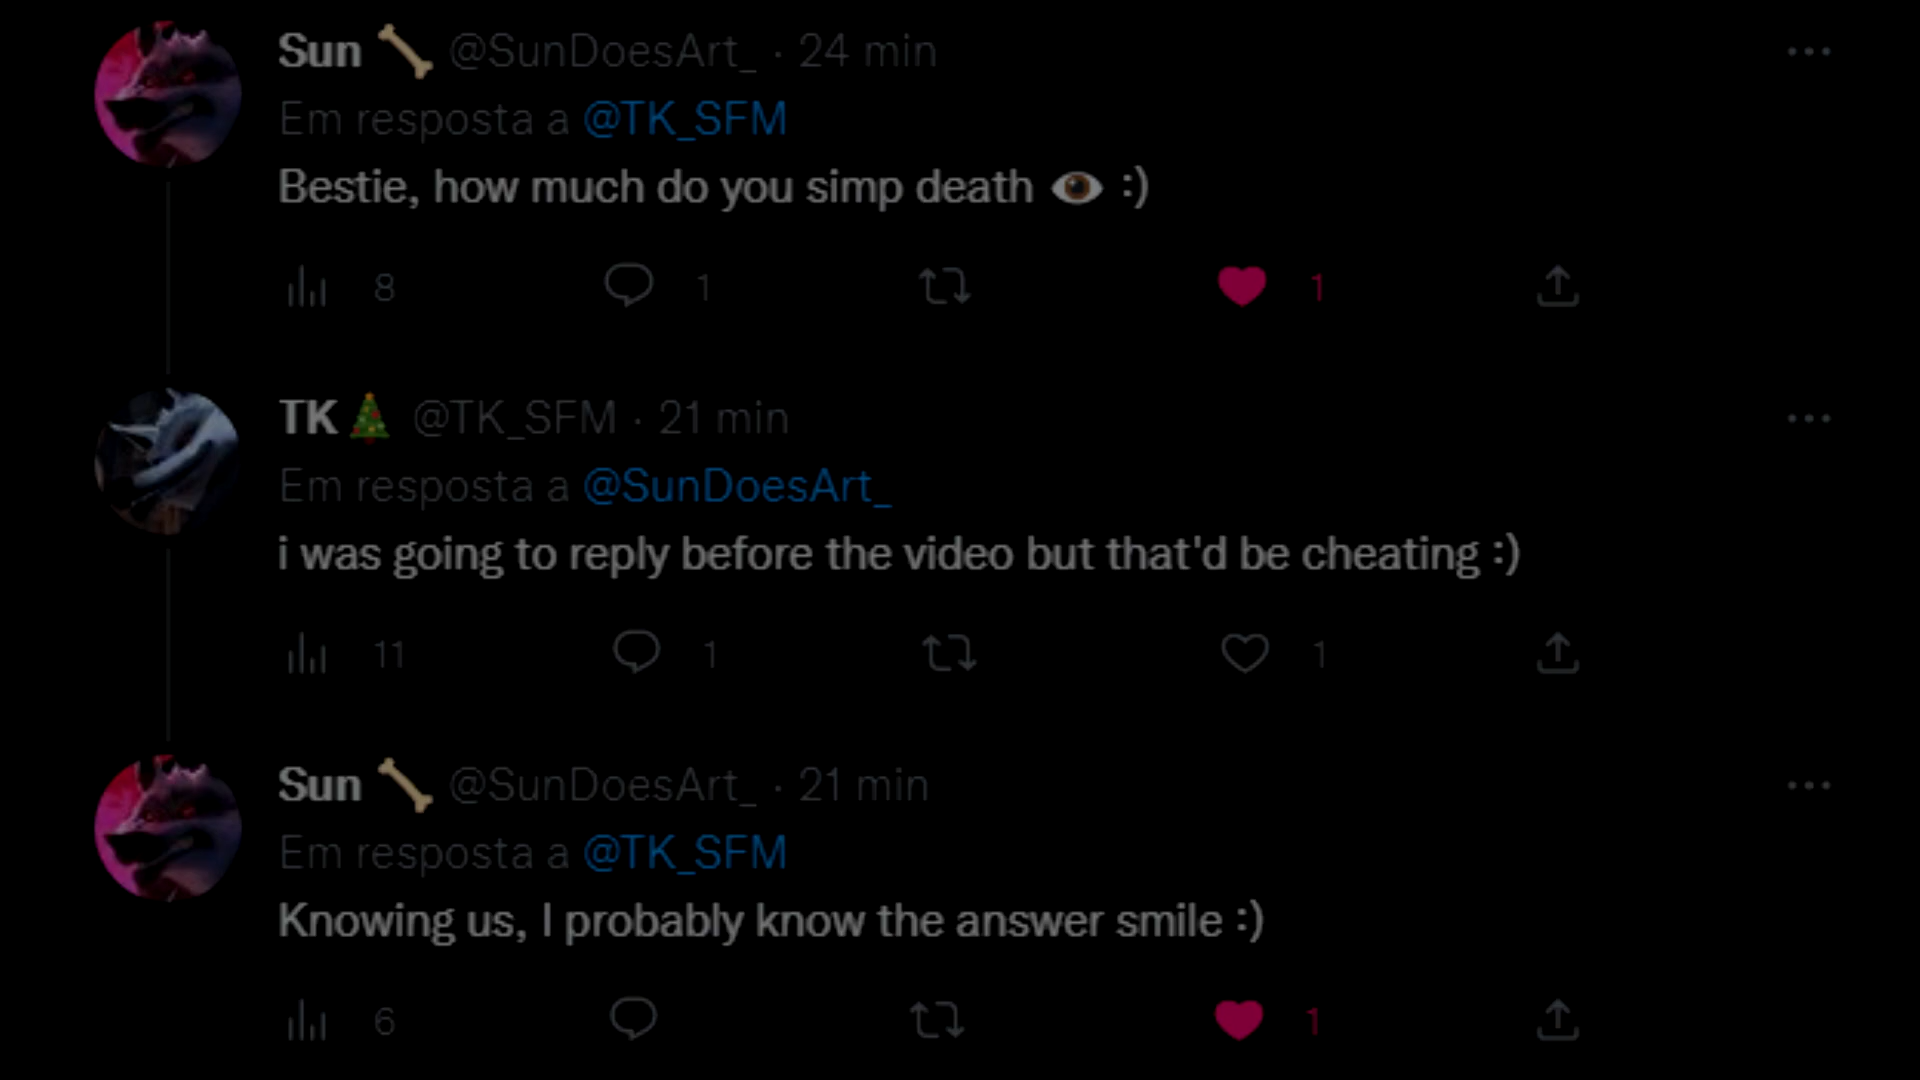 Sun 🦴 @SunDoesArt_ · 24 min
Em resposta a @TK_SFM
Bestie, how much do you simp death 👁️ :)
8 1 1
TK🎄 @TK_SFM · 21 min
Em resposta a @SunDoesArt_
i was going to reply before the video but that'd be cheating :)
11 1 1
Sun 🦴 @SunDoesArt_ · 21 min
Em resposta a @TK_SFM
Knowing us, I probably know the answer smile :)
6 1